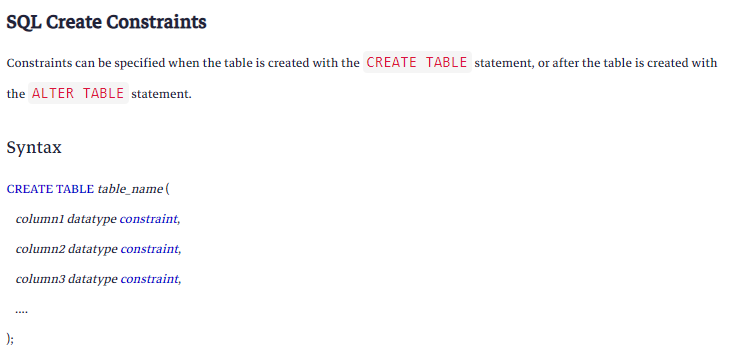 SQL Create Constraints
Constraints can be specified when the table is created with the CREATE TABLE statement, or after the table is created with
the ALTER TABLE statement.
Syntax
CREATE TABLE table_name (
column1 datatype constraint,
column2 datatype constraint,
column3 datatype constraint,
....
);